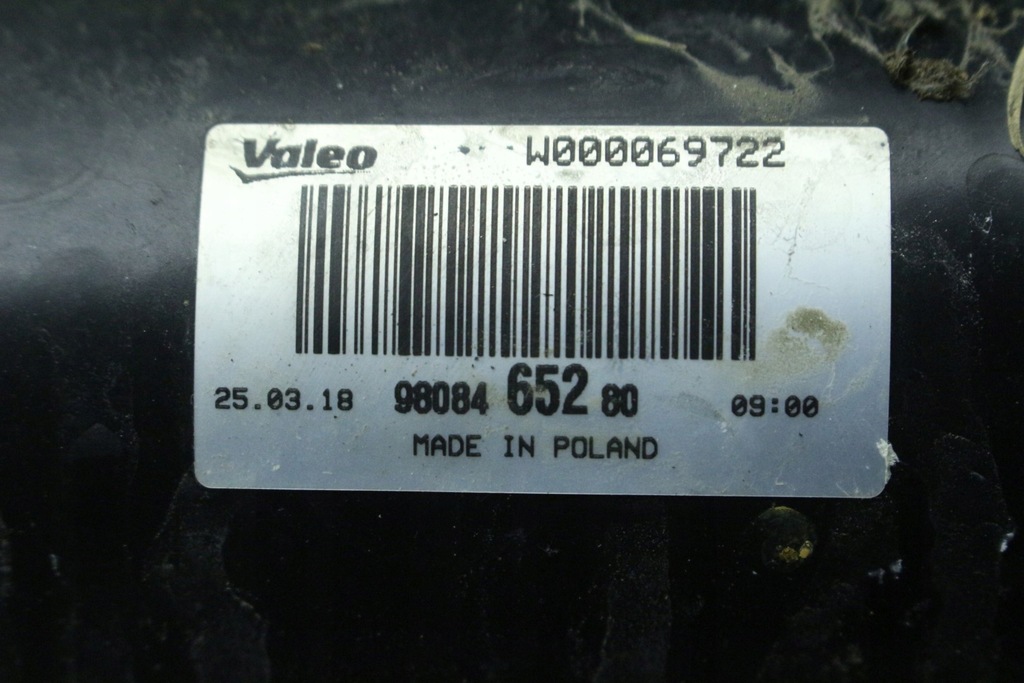 Valeo W000069722
25.03.18 98084 652 80 09:00
MADE IN POLAND